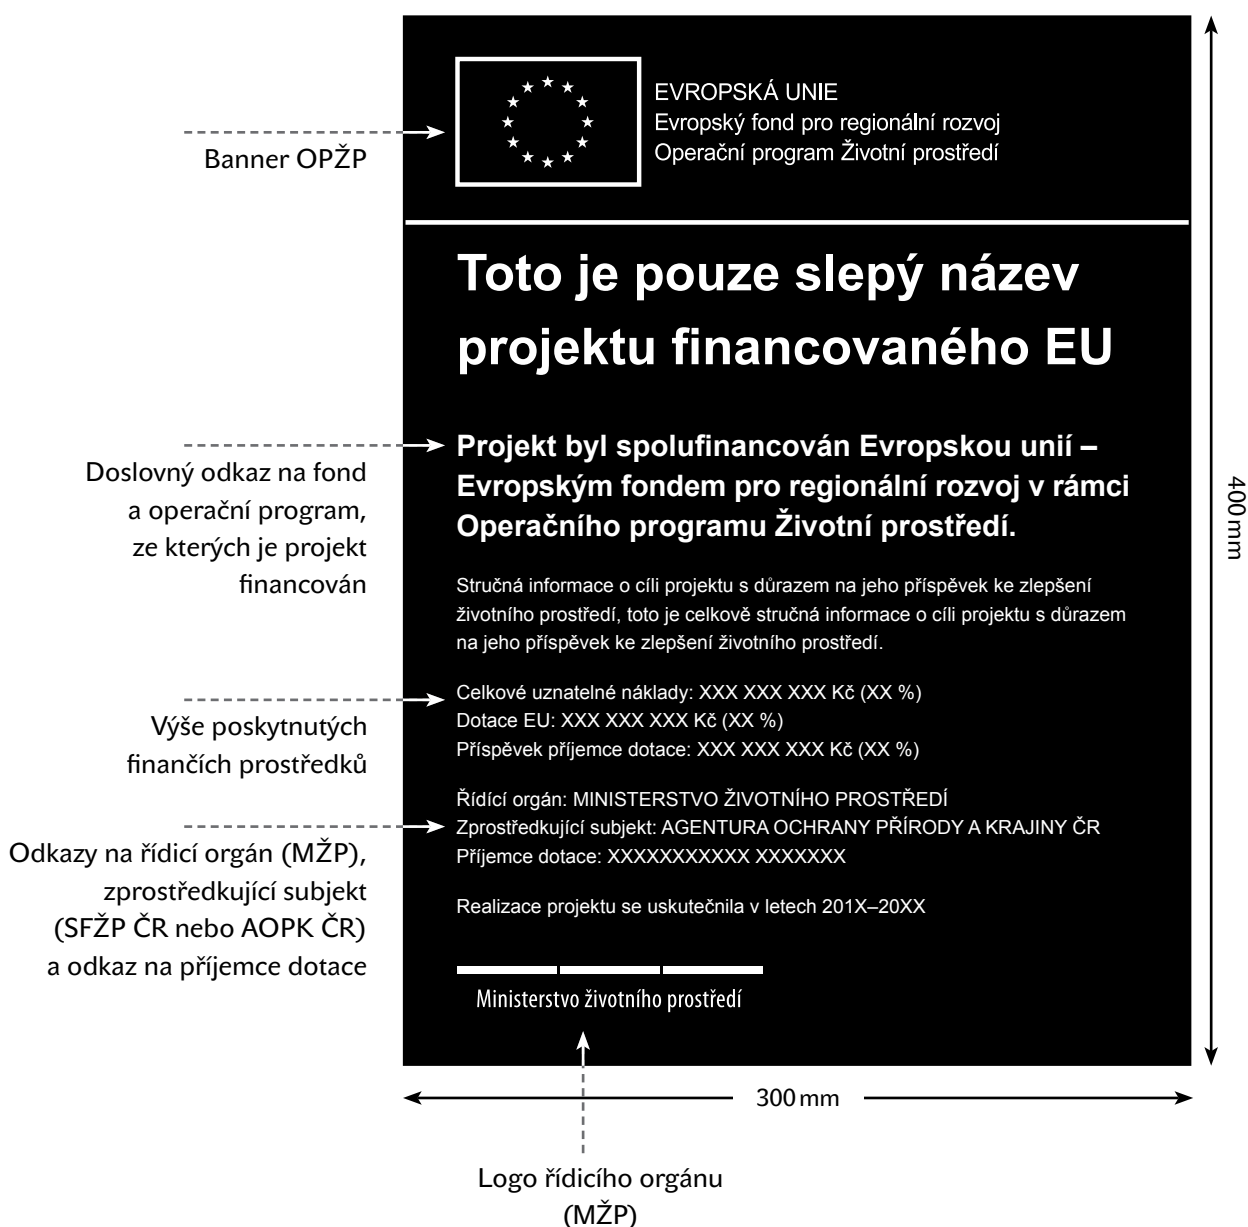 EVROPSKÁ UNIE
Evropský fond pro regionální rozvoj
Operační program Životní prostředí
Banner OPŽP
Toto je pouze slepý název
projektu financovaného EU
Projekt byl spolufinancován Evropskou unií –
Evropským fondem pro regionální rozvoj v rámci
Operačního programu Životní prostředí.
Doslovný odkaz na fond
a operační program,
ze kterých je projekt
financován
400 mm
Stručná informace o cíli projektu s důrazem na jeho příspěvek ke zlepšení
životního prostředí, toto je celkově stručná informace o cíli projektu s důrazem
na jeho příspěvek ke zlepšení životního prostředí.
Celkové uznatelné náklady: XXX XXX XXX Kč (XX %)
Dotace EU: XXX XXX XXX Kč (XX %)
Příspěvek příjemce dotace: XXX XXX XXX Kč (XX %)
Výše poskytnutých
finančích prostředků
Řídící orgán: MINISTERSTVO ŽIVOTNÍHO PROSTŘEDÍ
Zprostředkující subjekt: AGENTURA OCHRANY PŘÍRODY A KRAJINY ČR
Příjemce dotace: XXXXXXXXXXX XXXXXXX
Odkazy na řídicí orgán (MŽP),
zprostředkující subjekt
(SFŽP ČR nebo AOPK ČR)
a odkaz na příjemce dotace
Realizace projektu se uskutečnila v letech 201X–20XX
Ministerstvo životního prostředí
300 mm
Logo řídicího orgánu
(MŽP)